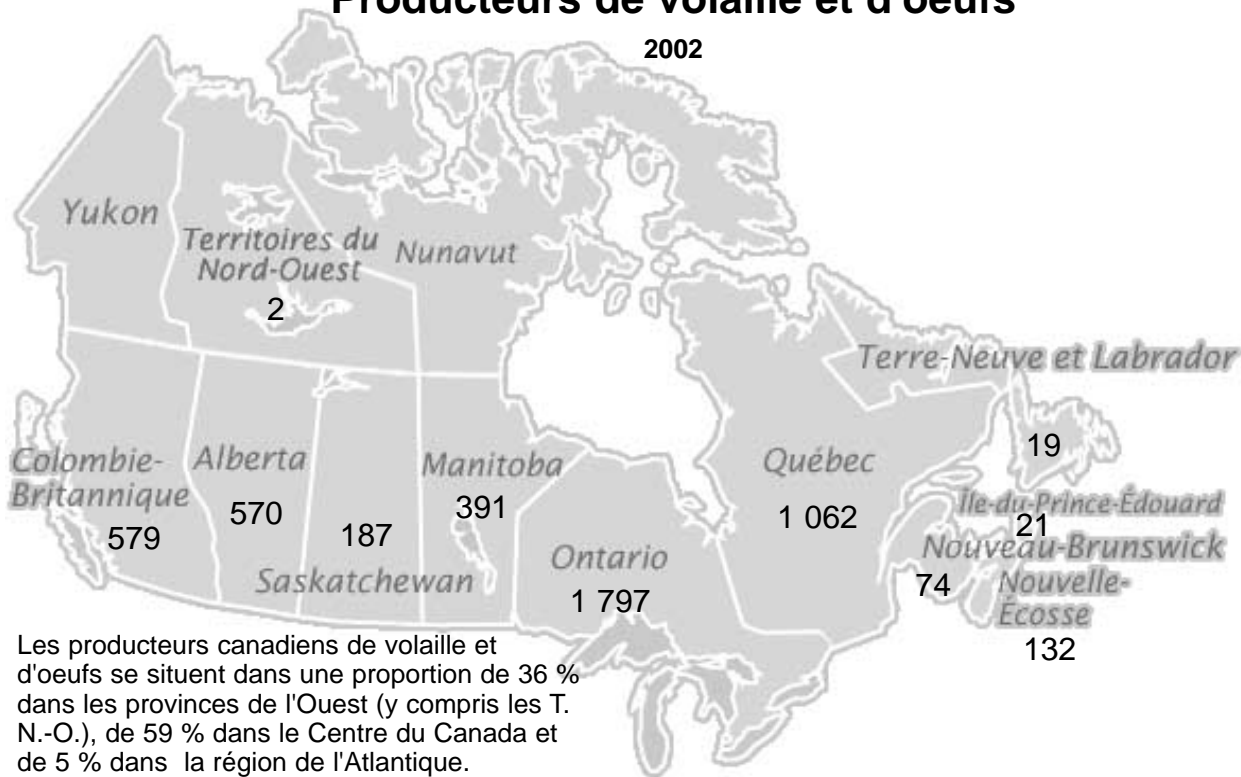 Producteurs de volaille et d'oeufs
2002
Yukon
Territoires du
Nord-Ouest
2
Nunavut
Terre-Neuve et Labrador
19
Colombie-
Britannique
579
Alberta
570
187
Saskatchewan
Manitoba
391
Ontario
1 797
Québec
1 062
Île-du-Prince-Édouard
21
Nouveau-Brunswick
74
Nouvelle-
Écosse
132
Les producteurs canadiens de volaille et
d'oeufs se situent dans une proportion de 36 %
dans les provinces de l'Ouest (y compris les T.
N.-O.), de 59 % dans le Centre du Canada et
de 5 % dans la région de l'Atlantique.